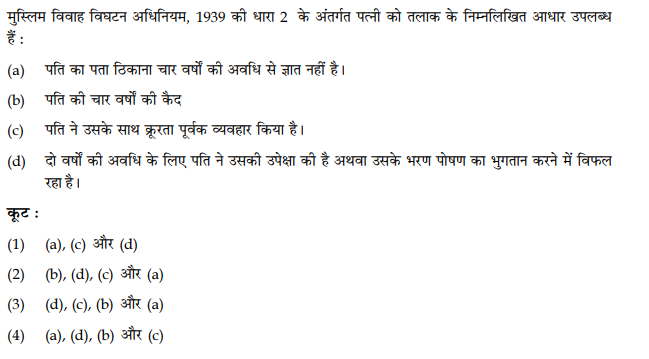 मुस्लिम विवाह विघटन अधिनियम, 1939 की धारा 2 के अंतर्गत पत्नी को तलाक के निम्नलिखित आधार उपलब्ध
हैं :
(a) पति का पता ठिकाना चार वर्षों की अवधि से ज्ञात नहीं है।
(b) पति की चार वर्षों की कैद
(c) पति ने उसके साथ क्रूरता पूर्वक व्यवहार किया है।
(d) दो वर्षों की अवधि के लिए पति ने उसकी उपेक्षा की है अथवा उसके भरण पोषण का भुगतान करने में विफल
रहा है।
कूट :
(1) (a), (c) और (d)
(2) (b), (d), (c) और (a)
(3) (d), (c), (b) और (a)
(4) (a), (d), (b) और (c)